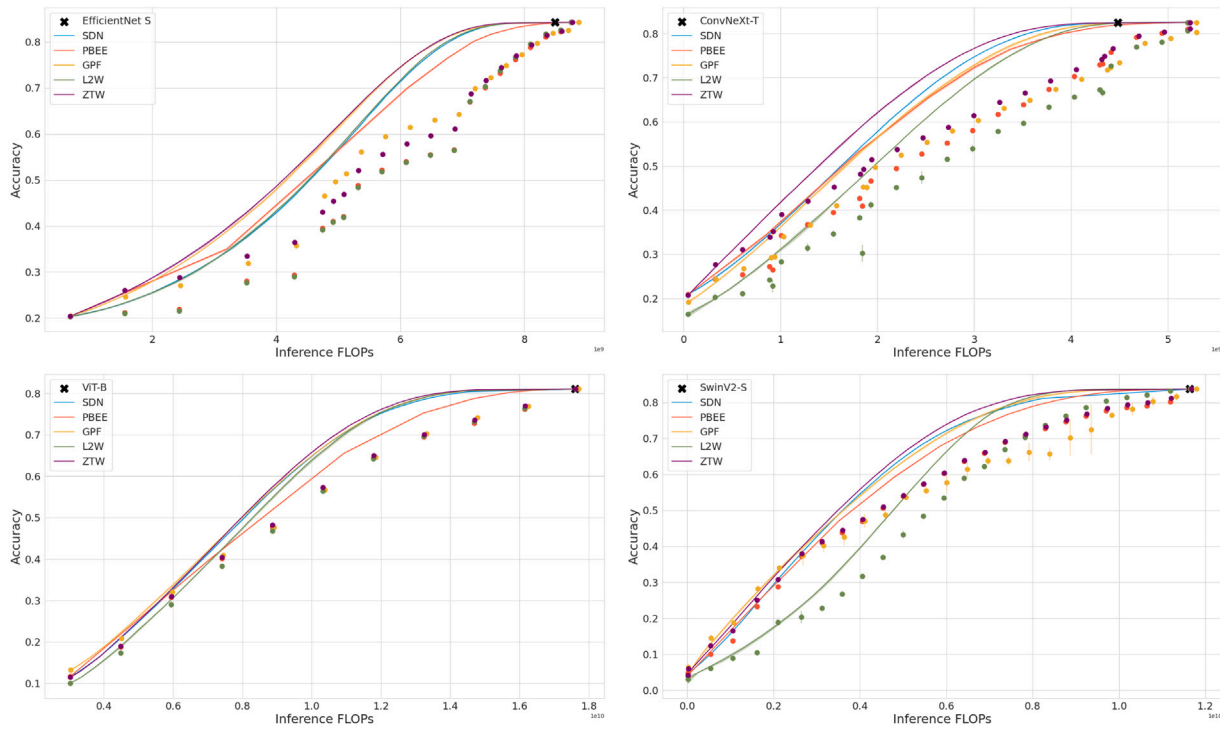 EfficientNet S
SDN
PBEE
GPF
L2W
ZTW
Accuracy
0.8
0.7
0.6
0.5
0.4
0.3
0.2
2
4
6
8
Inference FLOPs
1e9
ConvNeXt-T
SDN
PBEE
GPF
L2W
ZTW
Accuracy
0.8
0.7
0.6
0.5
0.4
0.3
0.2
0
1
2
3
4
5
Inference FLOPs
1e9
ViT-B
SDN
PBEE
GPF
L2W
ZTW
Accuracy
0.8
0.7
0.6
0.5
0.4
0.3
0.2
0.1
0.4
0.6
0.8
1.0
1.2
1.4
1.6
1.8
Inference FLOPs
1e10
SwinV2-S
SDN
PBEE
GPF
L2W
ZTW
Accuracy
0.8
0.7
0.6
0.5
0.4
0.3
0.2
0.1
0.0
0.0
0.2
0.4
0.6
0.8
1.0
1.2
Inference FLOPs
1e10